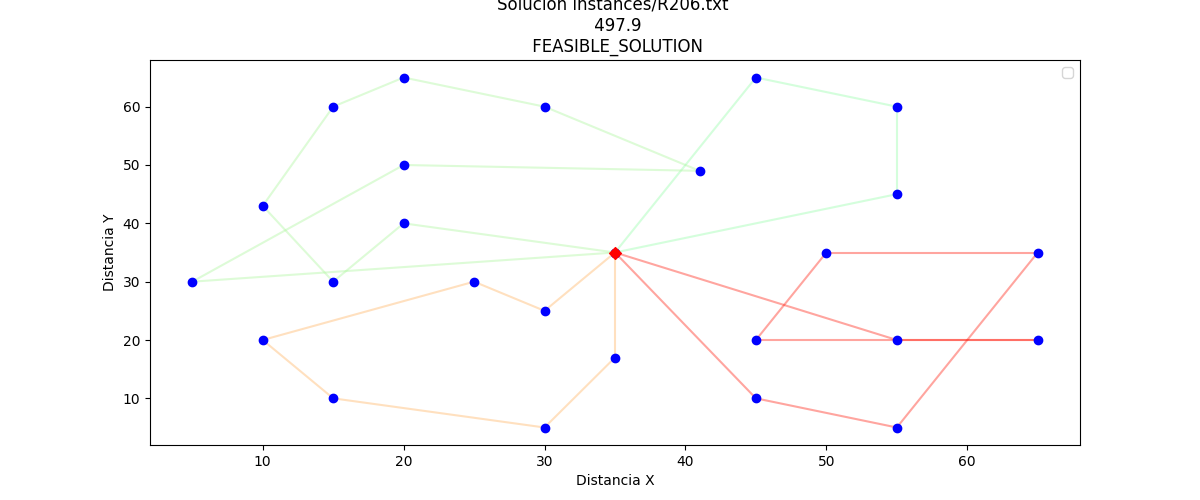 Solucion instances/R206.txt
497.9
FEASIBLE_SOLUTION
Distancia Y
60
50
40
30
20
10
10 20 30 40 50 60
Distancia X